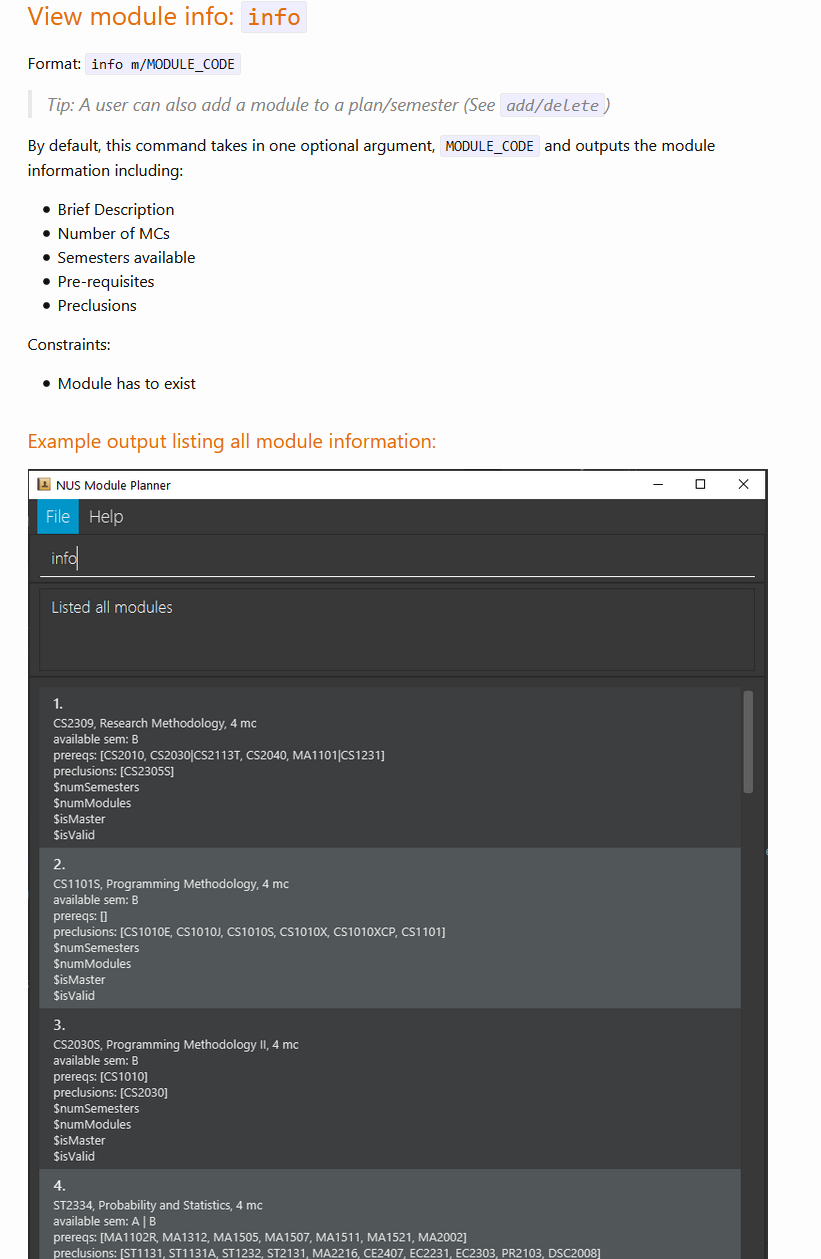 View module info: info
Format: info m/MODULE_CODE
Tip: A user can also add a module to a plan/semester (See add/delete)
By default, this command takes in one optional argument, MODULE_CODE and outputs the module
information including:
Brief Description
Number of MCs
Semesters available
Pre-requisites
Preclusions
Constraints:
Module has to exist
Example output listing all module information:
NUS Module Planner
File Help
info
Listed all modules
1.
CS2309, Research Methodology, 4 mc
available sem: B
prereqs: [CS2010, CS2030|CS2113T, CS2040, MA1101|CS1231]
preclusions: [CS2305S]
$numSemesters
$numModules
$isMaster
$isValid
2.
CS1101S, Programming Methodology, 4 mc
available sem: B
prereqs: []
preclusions: [CS1010E, CS1010J, CS1010S, CS1010X, CS1010XCP, CS1101]
$numSemesters
$numModules
$isMaster
$isValid
3.
CS2030S, Programming Methodology II, 4 mc
available sem: B
prereqs: [CS1010]
preclusions: [CS2030]
$numSemesters
$numModules
$isMaster
$isValid
4.
ST2334, Probability and Statistics, 4 mc
available sem: A | B
prereqs: [MA1102R, MA1312, MA1505, MA1507, MA1511, MA1521, MA2002]
preclusions: [ST1131, ST1131A, ST1232, ST2131, MA2216, CE2407, EC2231, EC2303, PR2103, DSC2008]